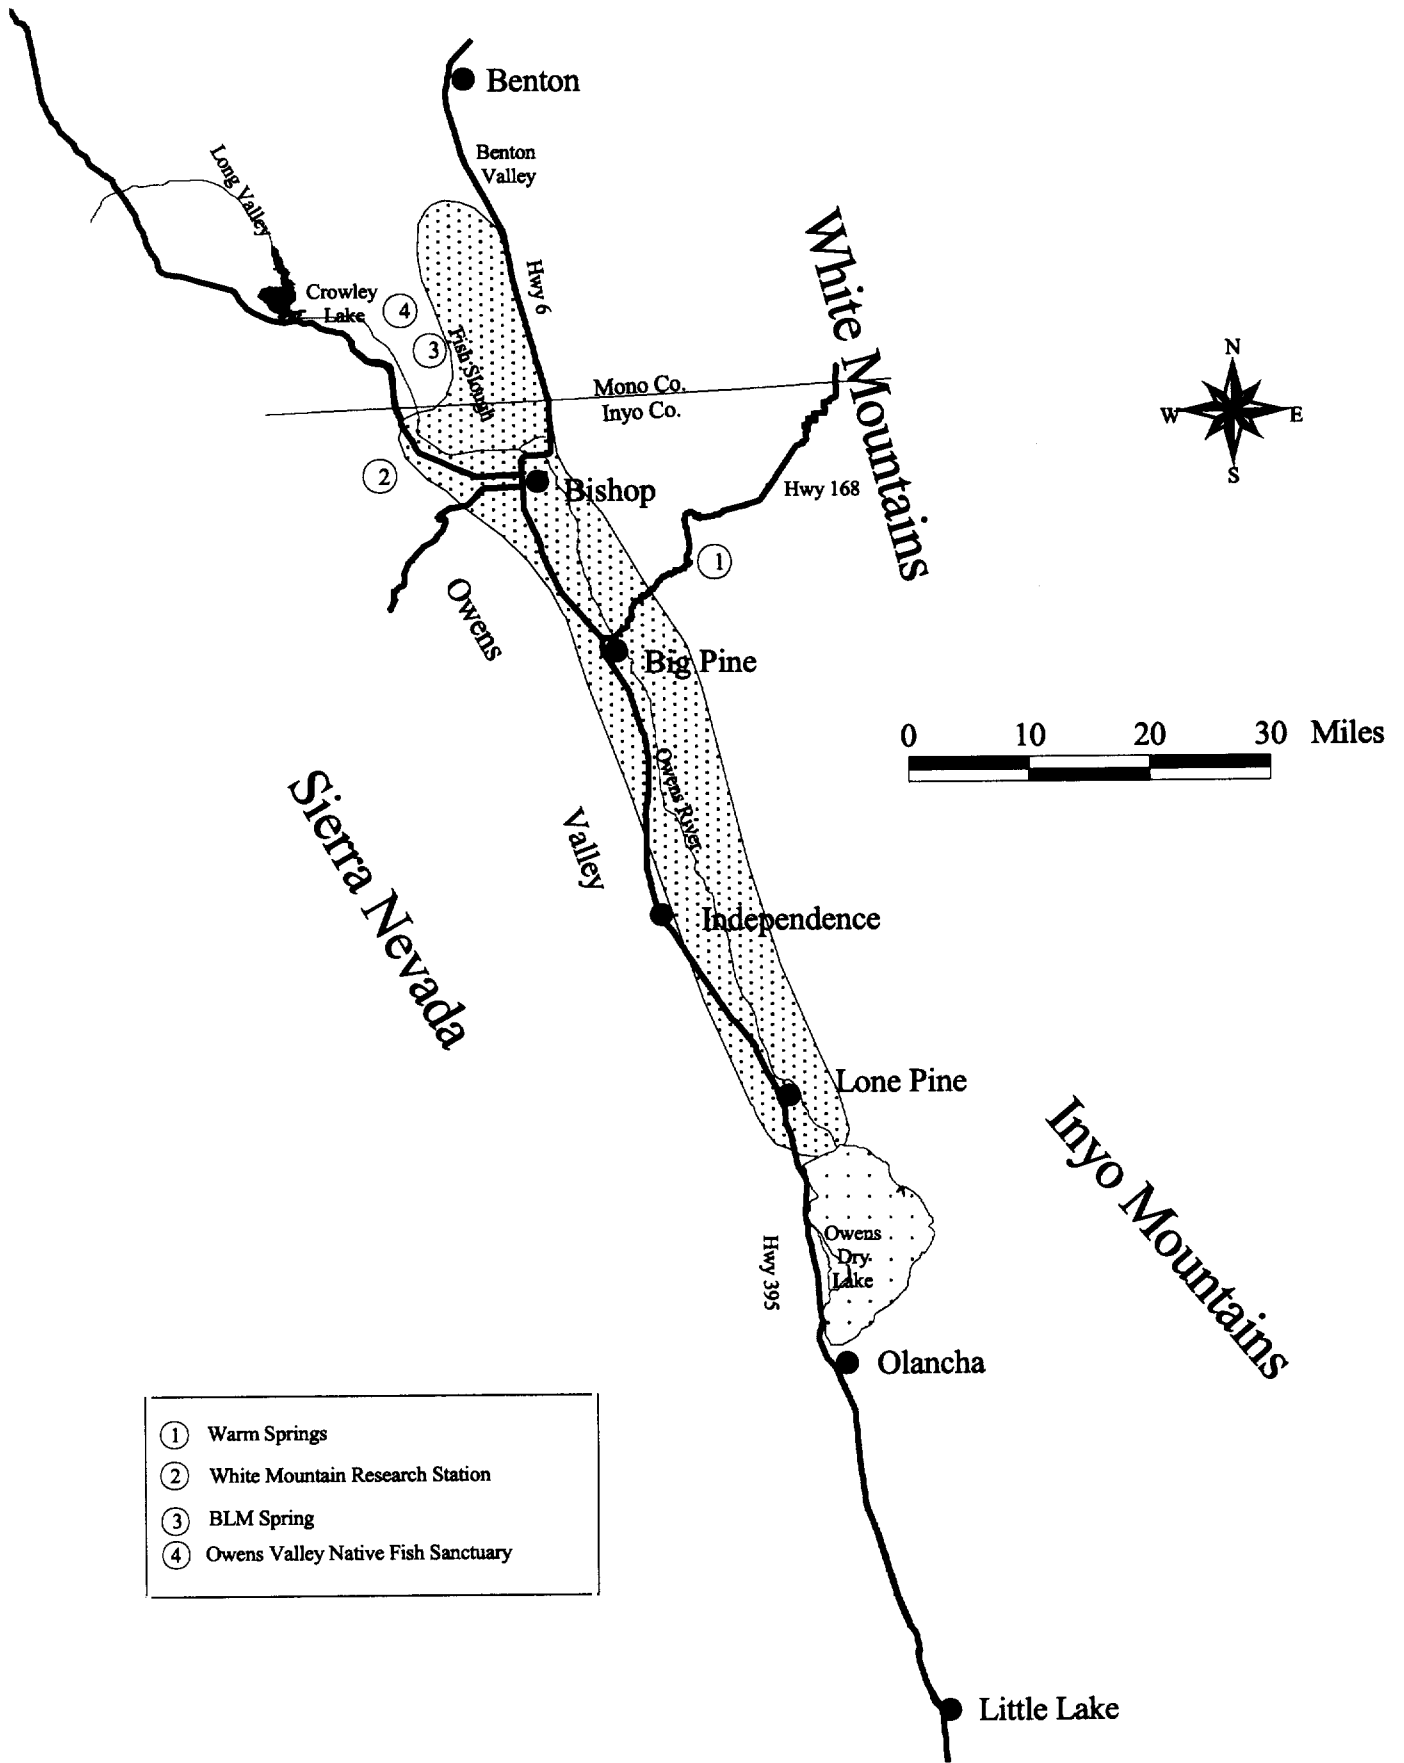 Benton
Benton
Valley
Long Valley
White Mountains
Hwy 6
Crowley
Lake
4
3
Fish Slough
N
W
E
S
Mono Co.
Inyo Co.
2
Bishop
Hwy 168
1
Owens
Big Pine
0 10 20 30 Miles
Owens River
Sierra Nevada
Valley
Independence
Lone Pine
Inyo Mountains
Owens
Dry
Lake
Hwy 395
Olancha
1 Warm Springs
2 White Mountain Research Station
3 BLM Spring
4 Owens Valley Native Fish Sanctuary
Little Lake